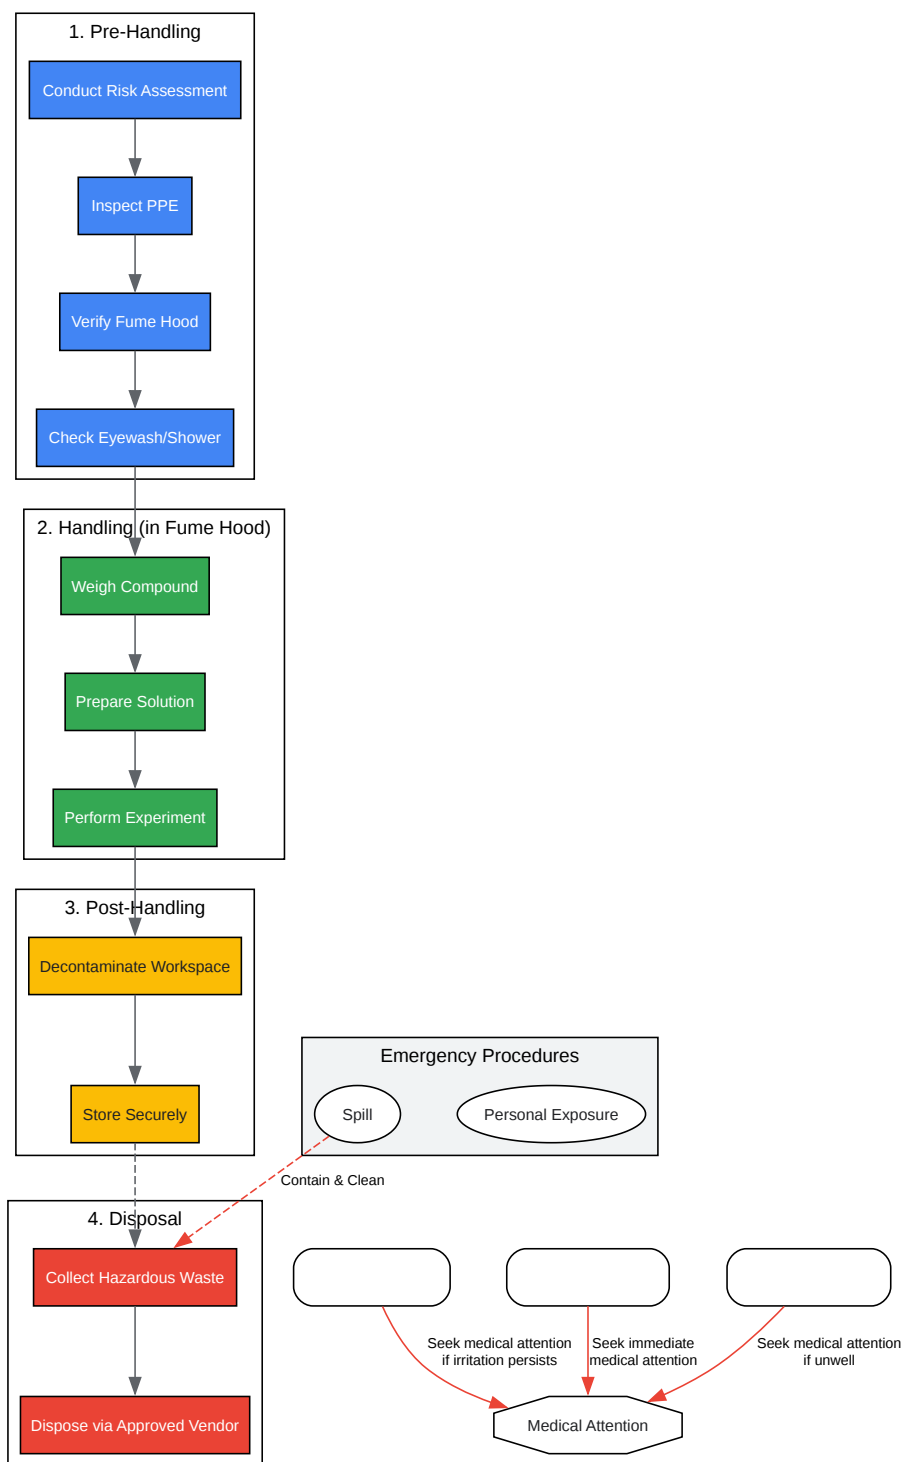 1. Pre-Handling
Conduct Risk Assessment
Inspect PPE
Verify Fume Hood
Check Eyewash/Shower
2. Handling (in Fume Hood)
Weigh Compound
Prepare Solution
Perform Experiment
3. Post-Handling
Decontaminate Workspace
Store Securely
Emergency Procedures
Spill
Personal Exposure
Contain & Clean
4. Disposal
Collect Hazardous Waste
Dispose via Approved Vendor
Seek medical attention
if irritation persists
Seek immediate
medical attention
Seek medical attention
if unwell
Medical Attention